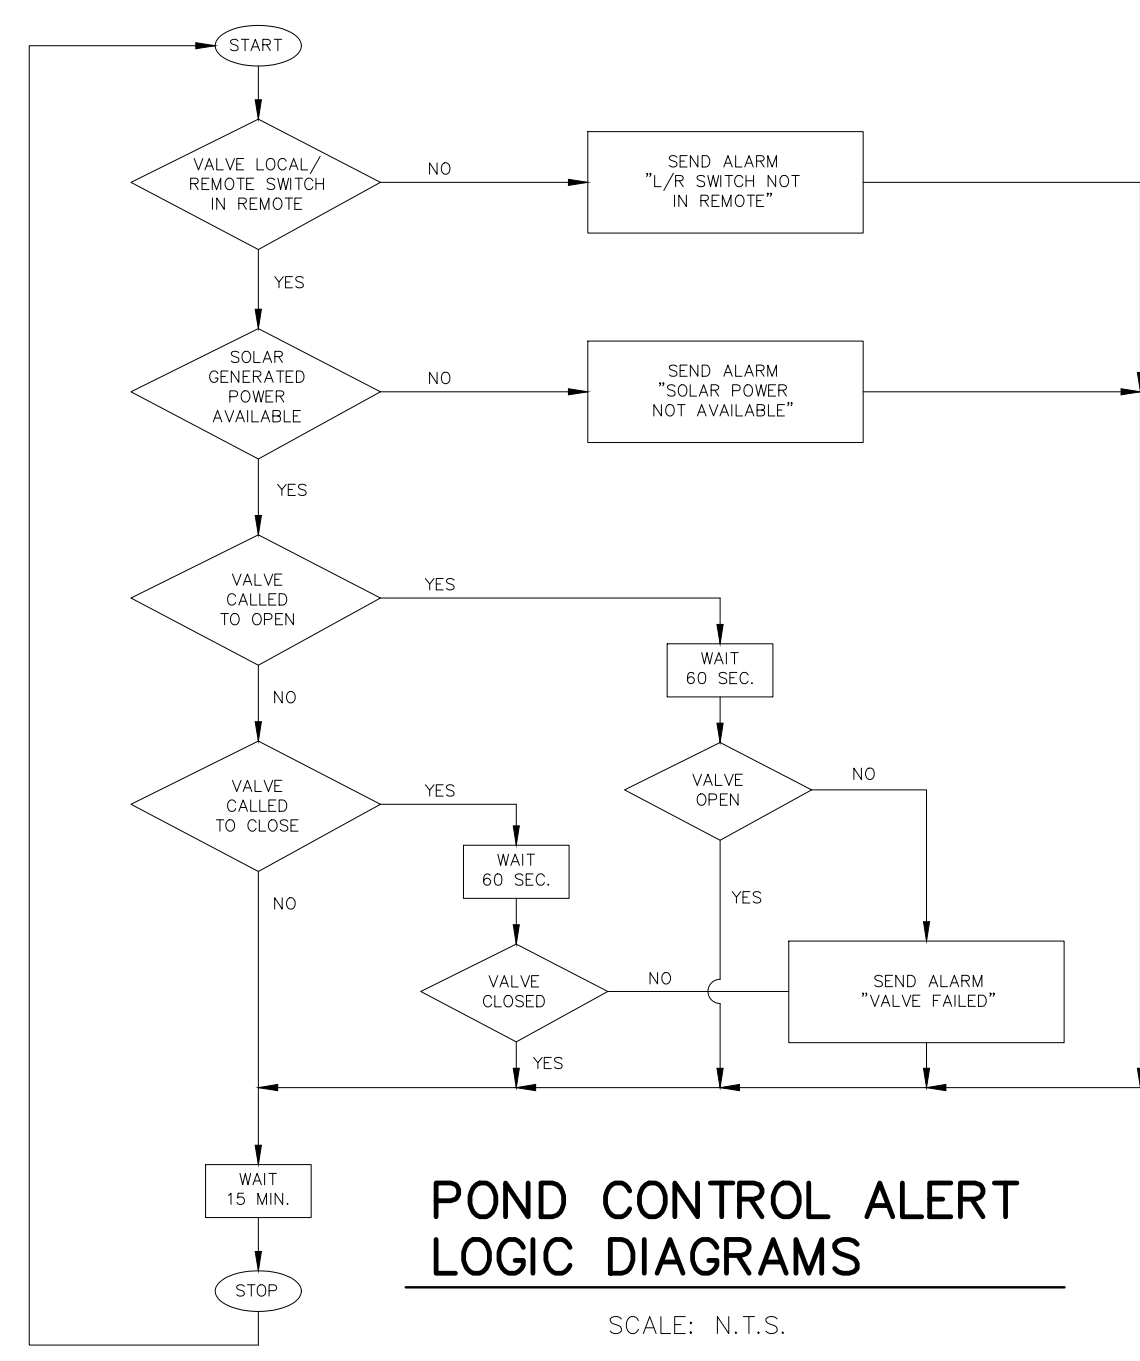 START
VALVE LOCAL/
REMOTE SWITCH
IN REMOTE
NO
SEND ALARM
"L/R SWITCH NOT
IN REMOTE"
YES
SOLAR
GENERATED
POWER
AVAILABLE
NO
SEND ALARM
"SOLAR POWER
NOT AVAILABLE"
YES
VALVE
CALLED
TO OPEN
YES
WAIT
60 SEC.
NO
VALVE
CALLED
TO CLOSE
YES
VALVE
OPEN
NO
WAIT
60 SEC.
NO
YES
VALVE
CLOSED
NO
SEND ALARM
"VALVE FAILED"
YES
WAIT
15 MIN.
STOP
POND CONTROL ALERT
LOGIC DIAGRAMS
SCALE: N.T.S.